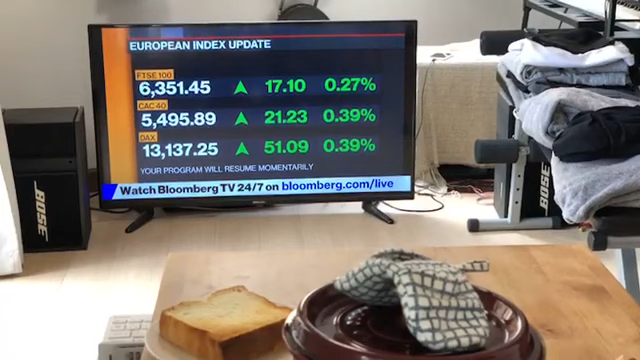 EUROPEAN INDEX UPDATE
FTSE 100
6,351.45 17.10 0.27%
CAC 40
5,495.89 21.23 0.39%
DAX
13,137.25 51.09 0.39%
YOUR PROGRAM WILL RESUME MOMENTARILY
Watch Bloomberg TV 24/7 on bloomberg.com/live
BOSE
BOSE